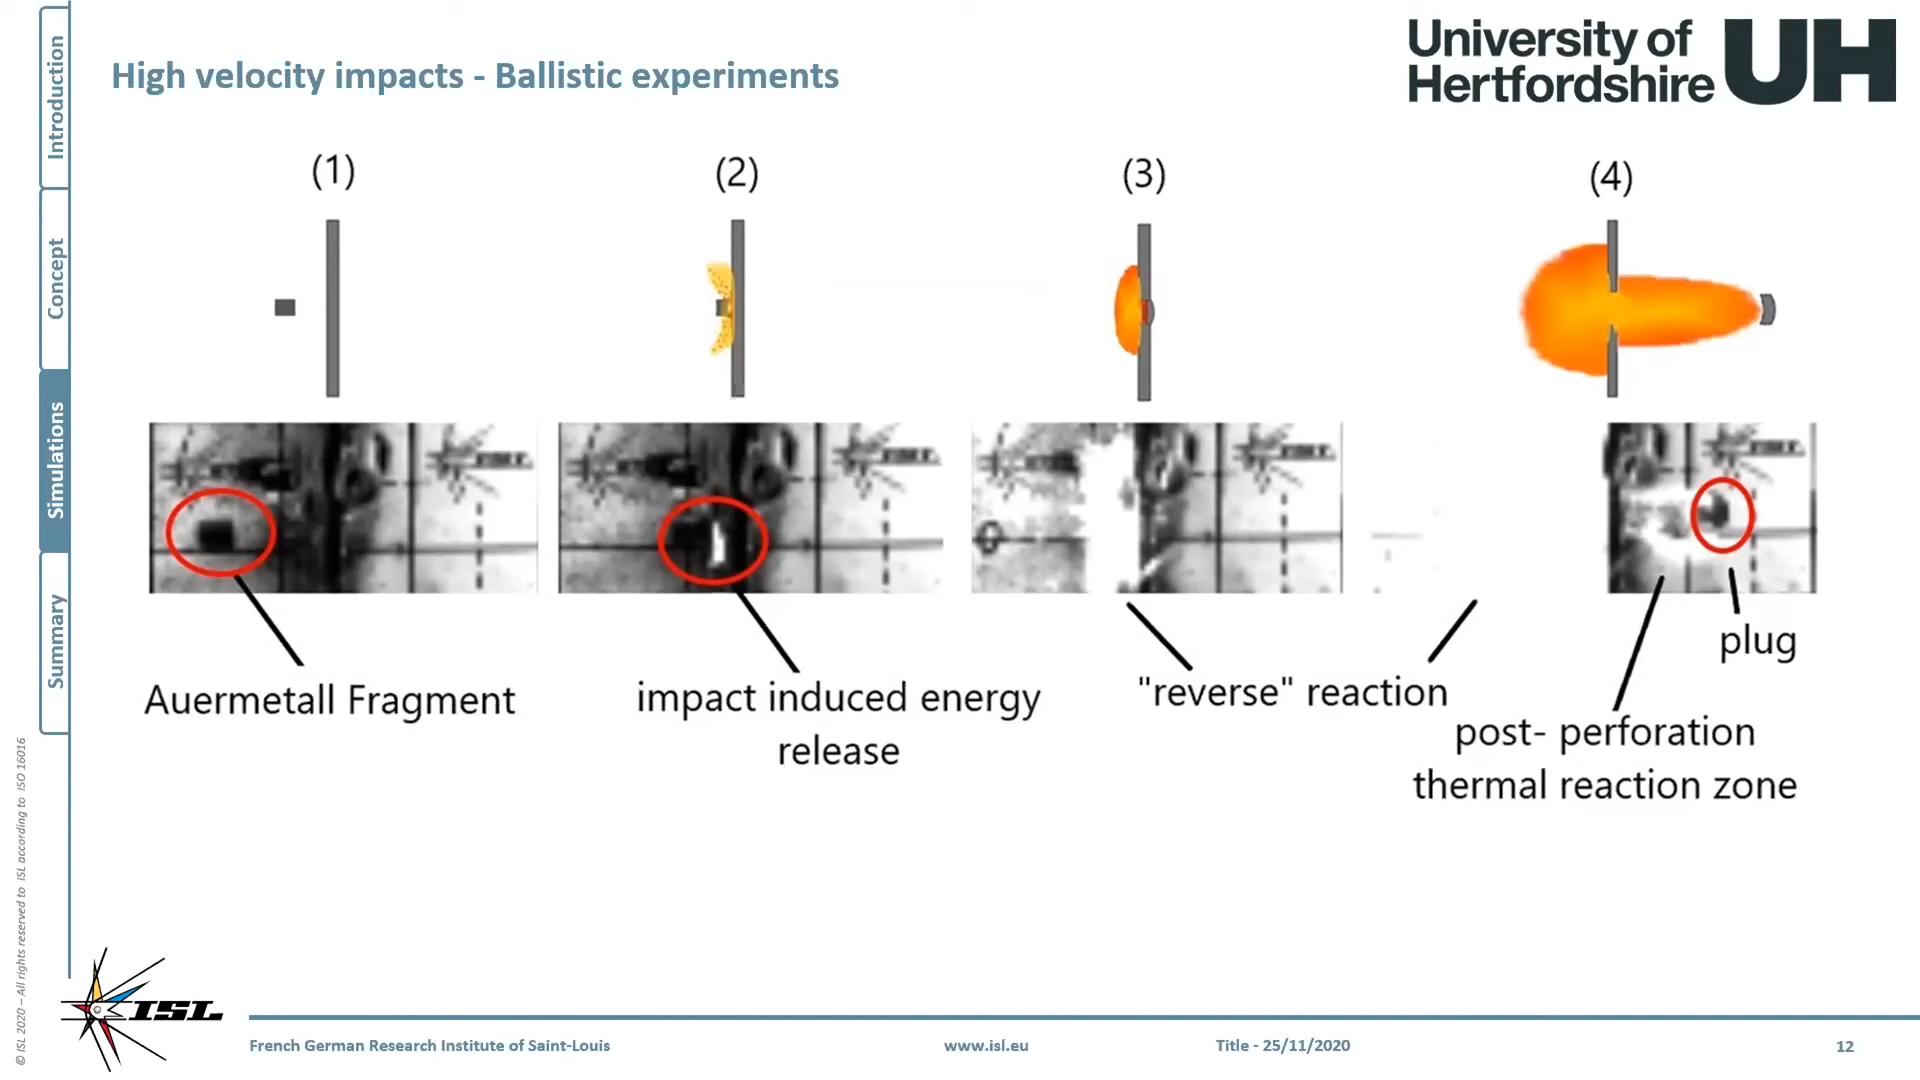 High velocity impacts - Ballistic experiments
University of
Hertfordshire UH
Introduction
Concept
Simulations
Summary
(1)
(2)
(3)
(4)
Auermetall Fragment
impact induced energy
release
"reverse" reaction
plug
post- perforation
thermal reaction zone
© ISL 2020 – All rights reserved to ISL according to ISO 16016
ISL
French German Research Institute of Saint-Louis
www.isl.eu
Title - 25/11/2020
12